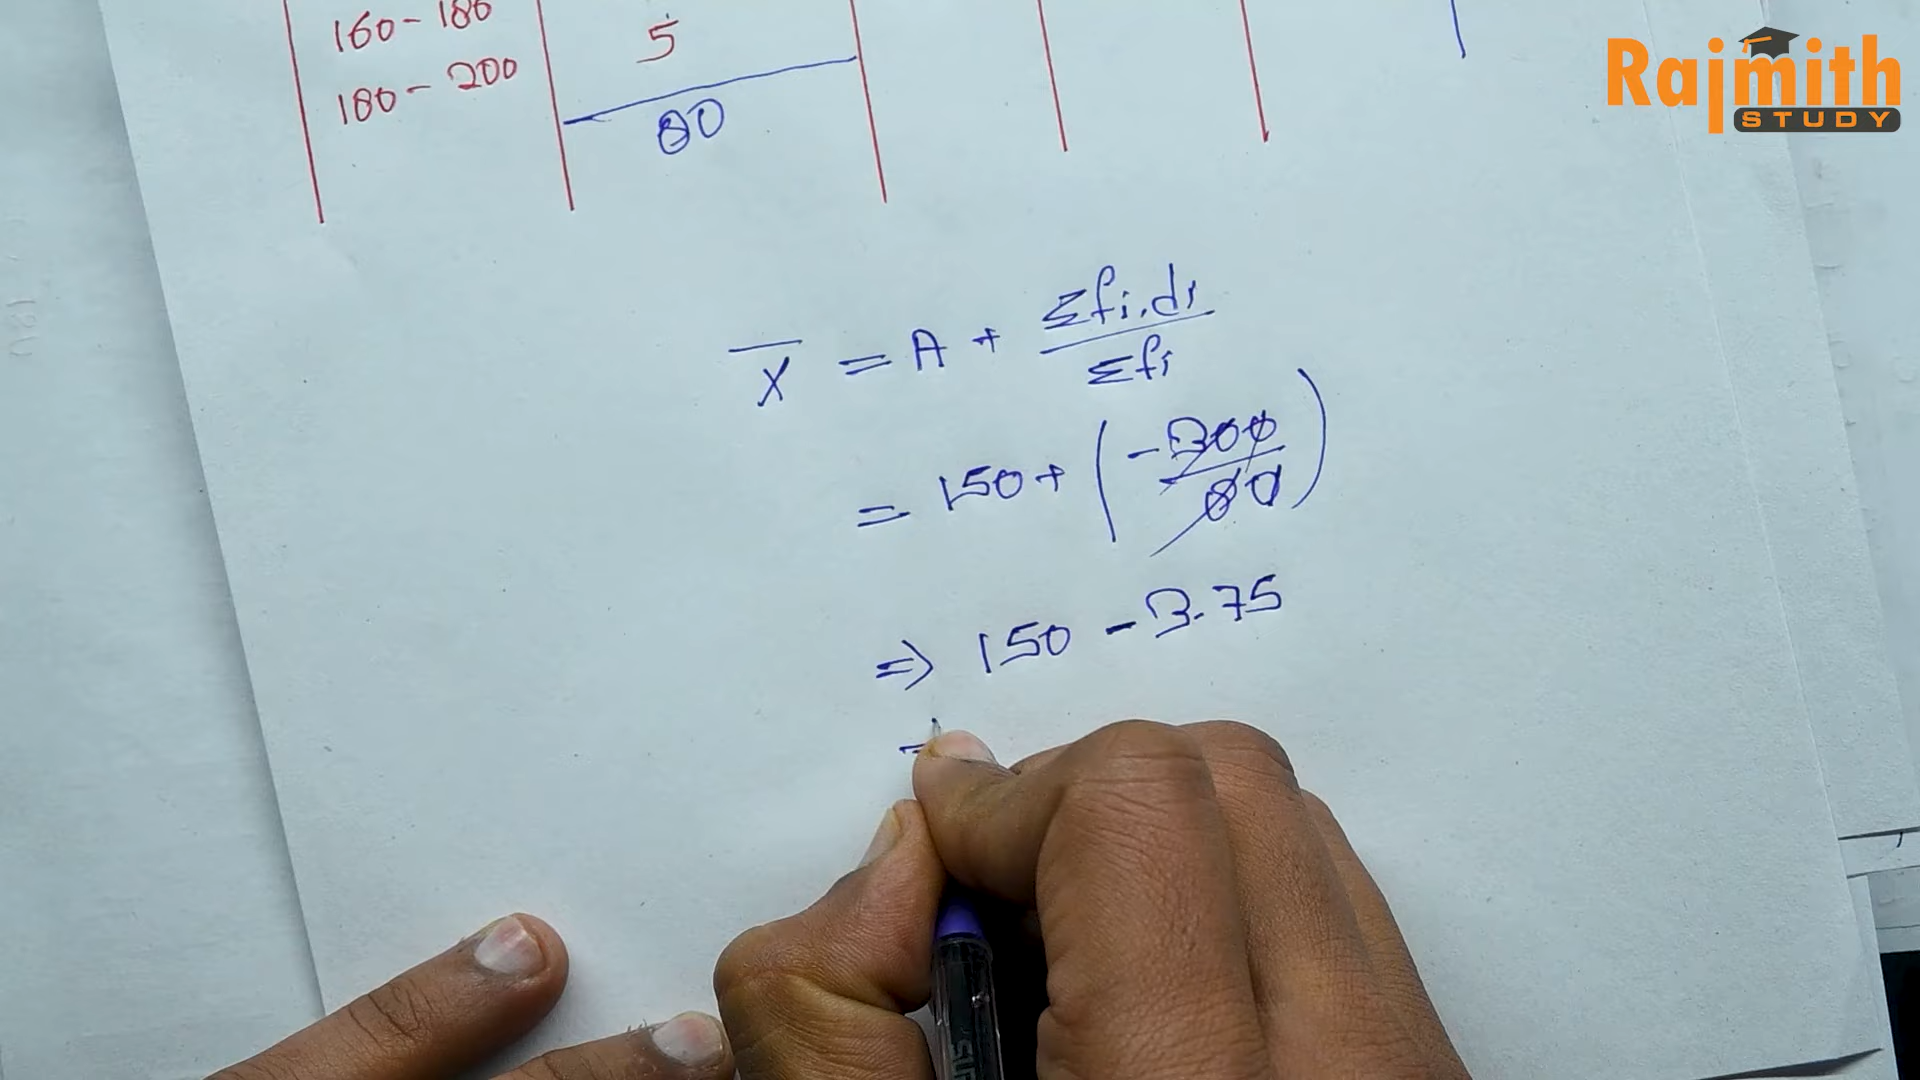 160-180
5
180-200
80
Rajmith
STUDY
X̅ = A + Σfi.di/Σfi
= 150 + (-300/80)
⇒ 150 - 3.75
=